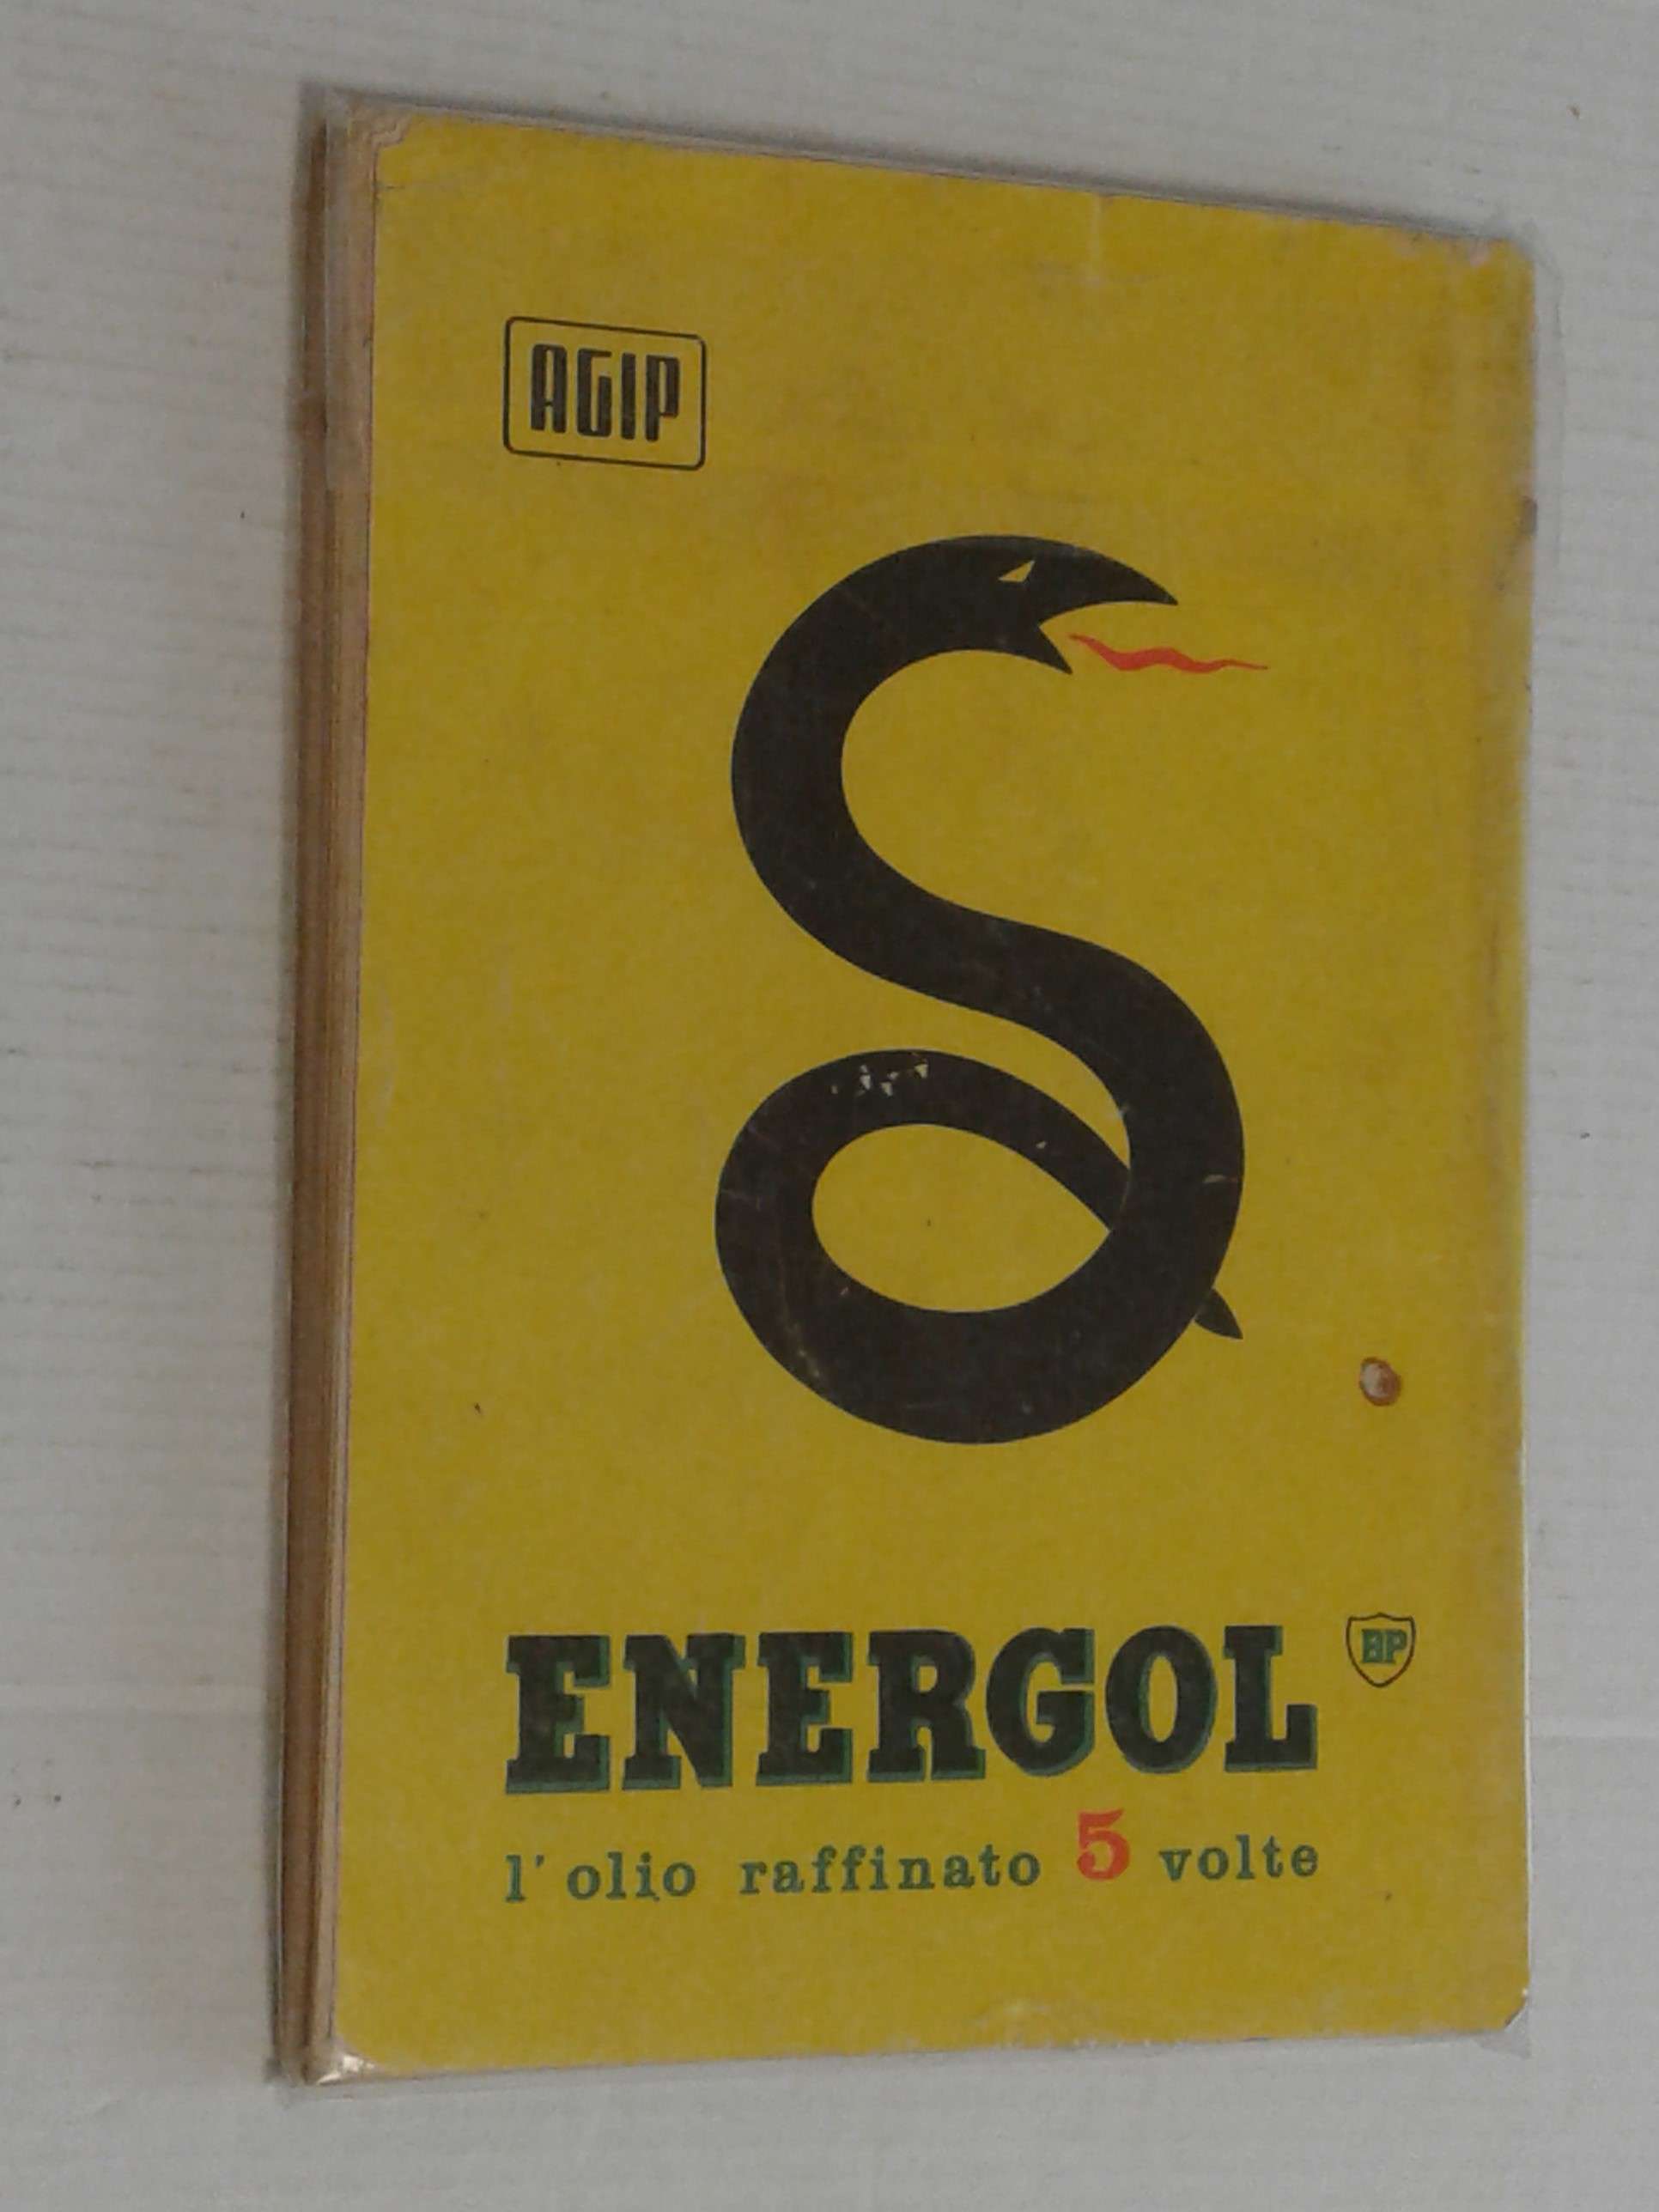 AGIP
ENERGOL BP
l'olio raffinato 5 volte